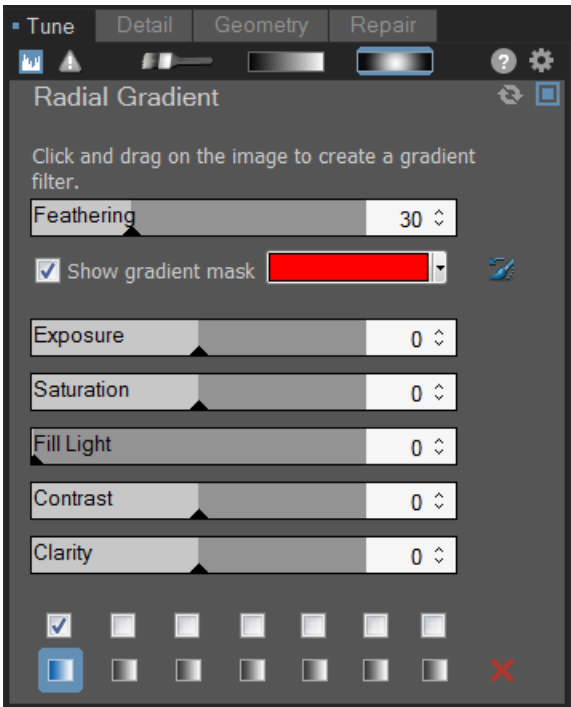 Tune Detail Geometry Repair
Radial Gradient
Click and drag on the image to create a gradient
filter.
Feathering 30
Show gradient mask
Exposure 0
Saturation 0
Fill Light 0
Contrast 0
Clarity 0